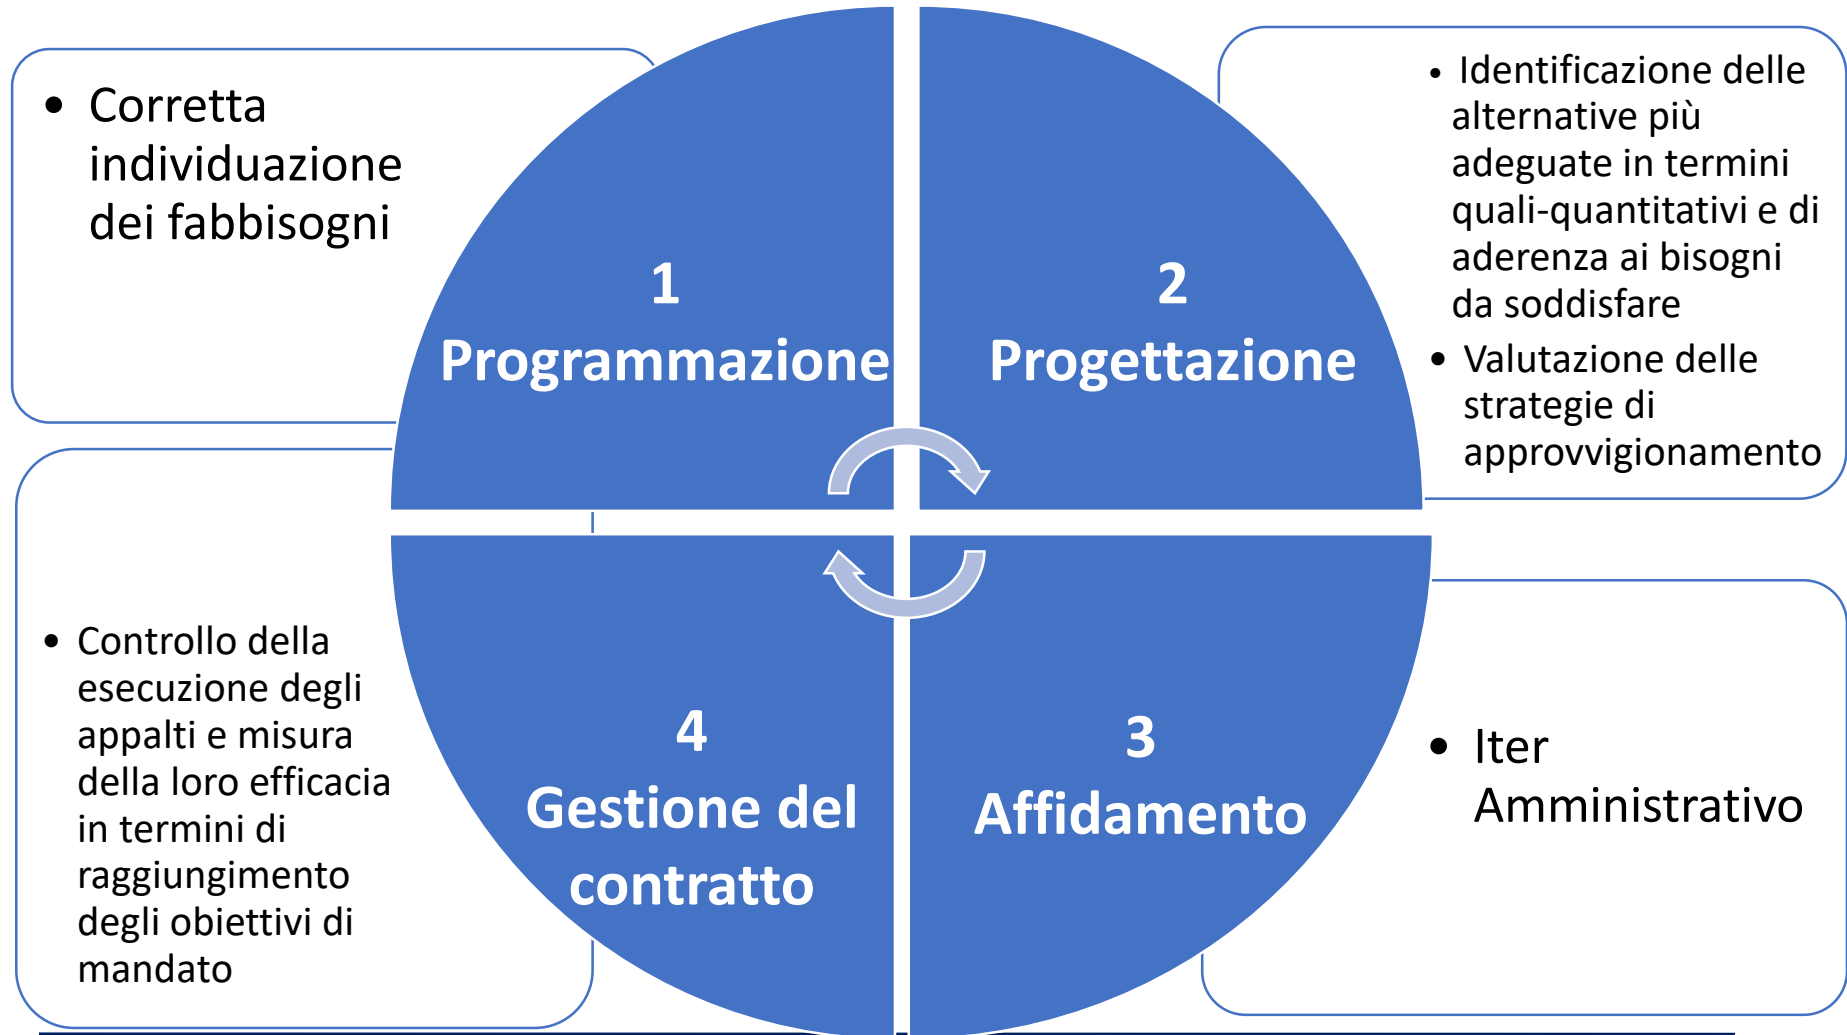 • Corretta
individuazione
dei fabbisogni
1
Programmazione
2
Progettazione
• Identificazione delle
alternative più
adeguate in termini
quali-quantitativi e di
aderenza ai bisogni
da soddisfare
• Valutazione delle
strategie di
approvvigionamento
• Controllo della
esecuzione degli
appalti e misura
della loro efficacia
in termini di
raggiungimento
degli obiettivi di
mandato
4
Gestione del
contratto
3
Affidamento
• Iter
Amministrativo